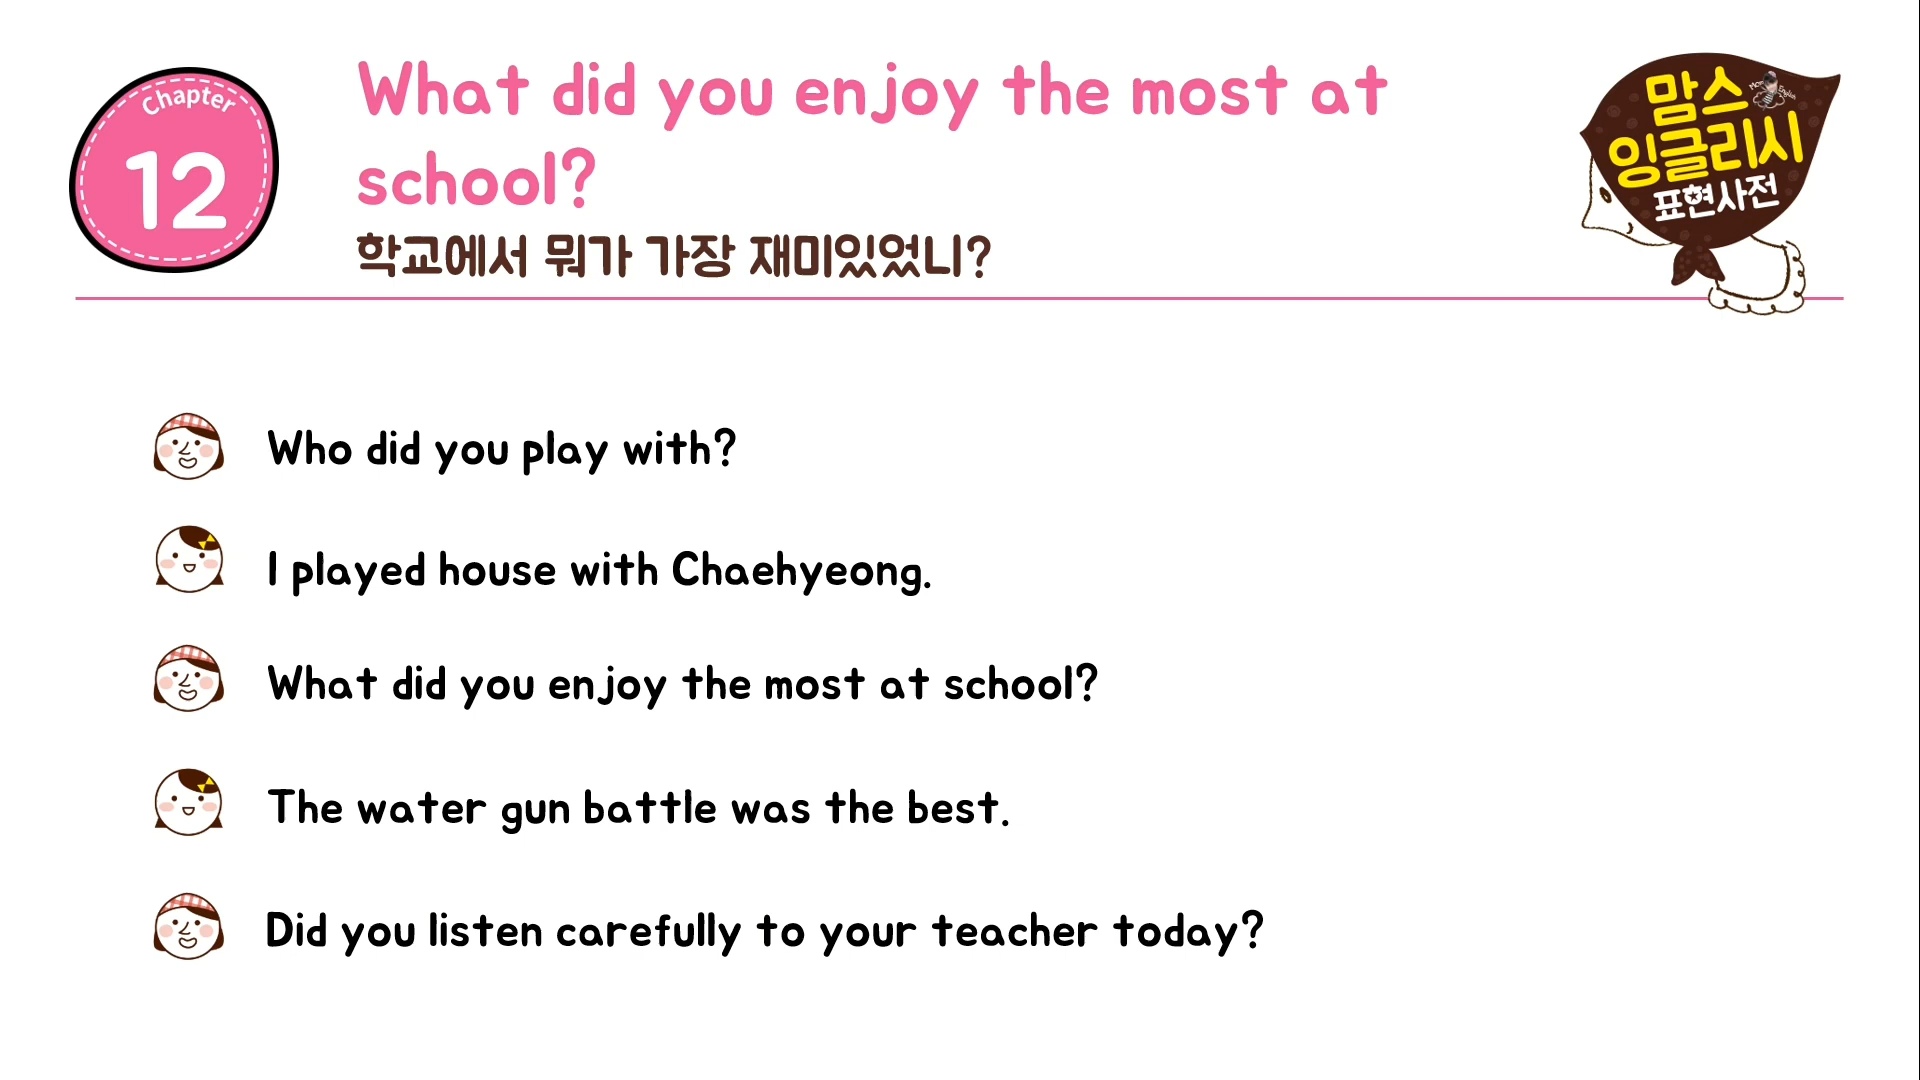 Chapter
12
What did you enjoy the most at
school?
학교에서 뭐가 가장 재미있었니?
맘스
잉글리시
표현사전
Who did you play with?
I played house with Chaehyeong.
What did you enjoy the most at school?
The water gun battle was the best.
Did you listen carefully to your teacher today?